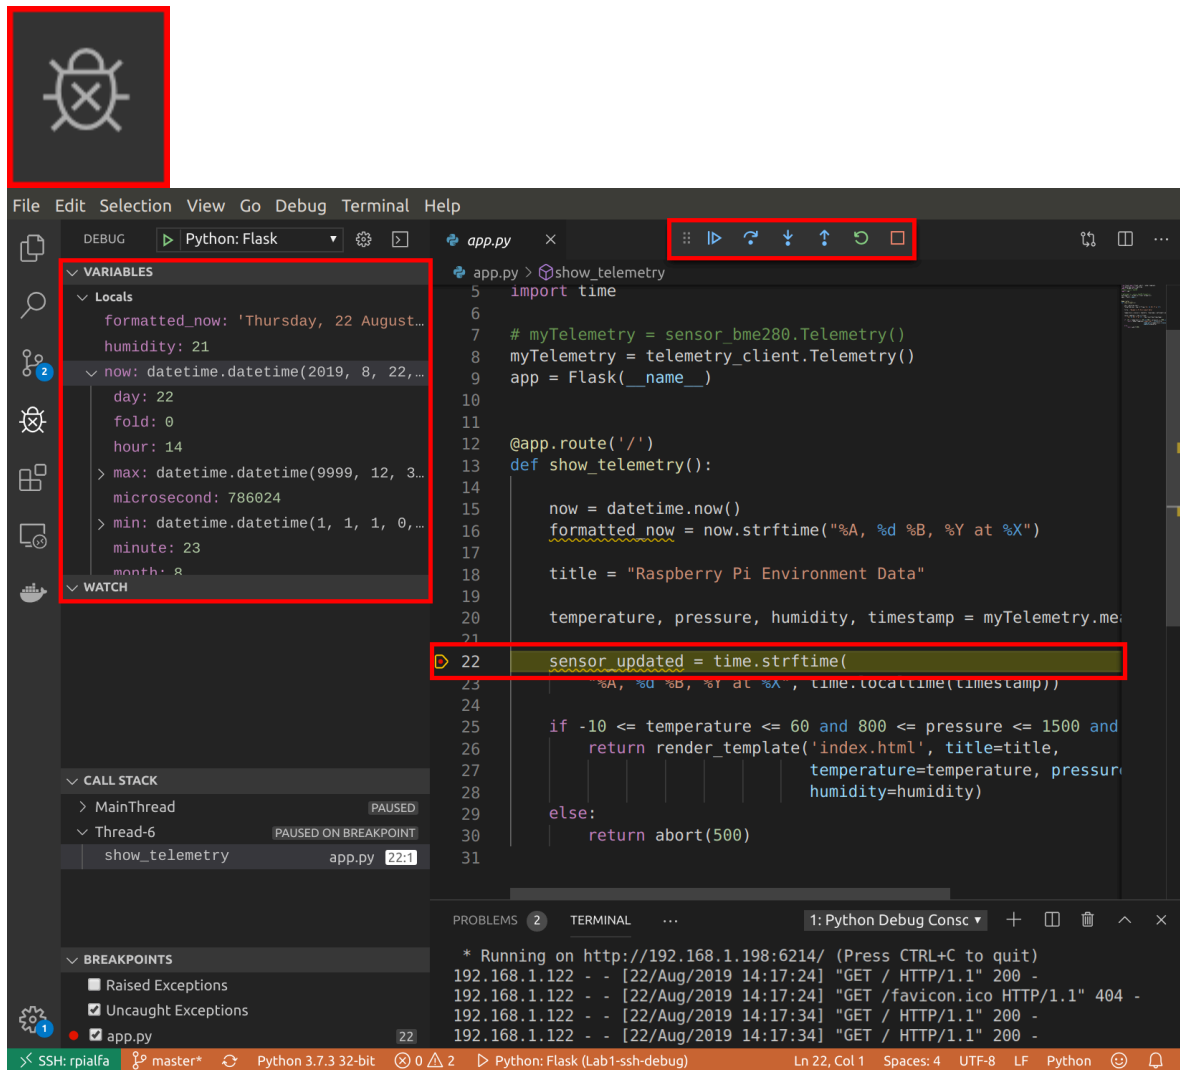 File Edit Selection View Go Debug Terminal Help
DEBUG Python: Flask
VARIABLES
Locals
formatted_now: 'Thursday, 22 August...
humidity: 21
now: datetime.datetime(2019, 8, 22,...
day: 22
fold: 0
hour: 14
max: datetime.datetime(9999, 12, 3...
microsecond: 786024
min: datetime.datetime(1, 1, 1, 0,...
minute: 23
month: 8
WATCH
CALL STACK
MainThread PAUSED
Thread-6 PAUSED ON BREAKPOINT
show_telemetry app.py 22:1
BREAKPOINTS
Raised Exceptions
Uncaught Exceptions
app.py 22
2
1
app.py
app.py > show_telemetry
5 import time
6
7 # myTelemetry = sensor_bme280.Telemetry()
8 myTelemetry = telemetry_client.Telemetry()
9 app = Flask(__name__)
10
11
12 @app.route('/')
13 def show_telemetry():
14
15 now = datetime.now()
16 formatted_now = now.strftime("%A, %d %B, %Y at %X")
17
18 title = "Raspberry Pi Environment Data"
19
20 temperature, pressure, humidity, timestamp = myTelemetry.mea
21
22 sensor_updated = time.strftime(
23 "%A, %d %B, %Y at %X", time.localtime(timestamp))
24
25 if -10 <= temperature <= 60 and 800 <= pressure <= 1500 and
26 return render_template('index.html', title=title,
27 temperature=temperature, pressure
28 humidity=humidity)
29 else:
30 return abort(500)
31
PROBLEMS 2 TERMINAL ... 1: Python Debug Consc
* Running on http://192.168.1.198:6214/ (Press CTRL+C to quit)
192.168.1.122 - - [22/Aug/2019 14:17:24] "GET / HTTP/1.1" 200 -
192.168.1.122 - - [22/Aug/2019 14:17:24] "GET /favicon.ico HTTP/1.1" 404 -
192.168.1.122 - - [22/Aug/2019 14:17:34] "GET / HTTP/1.1" 200 -
192.168.1.122 - - [22/Aug/2019 14:17:38] "GET / HTTP/1.1" 200 -
SSH: rpialfa master* Python 3.7.3 32-bit 0 2 Python: Flask (Lab1-ssh-debug) Ln 22, Col 1 Spaces: 4 UTF-8 LF Python